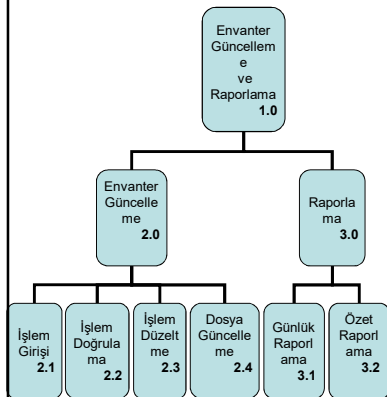 Envanter
Güncellem
e
ve
Raporlama
1.0
Envanter
Güncelle
me
2.0
Raporla
ma
3.0
İşlem
Girişi
2.1
İşlem
Doğrula
ma
2.2
İşlem
Düzelt
me
2.3
Dosya
Güncelle
me
2.4
Günlük
Raporl
ama
3.1
Özet
Raporl
ama
3.2